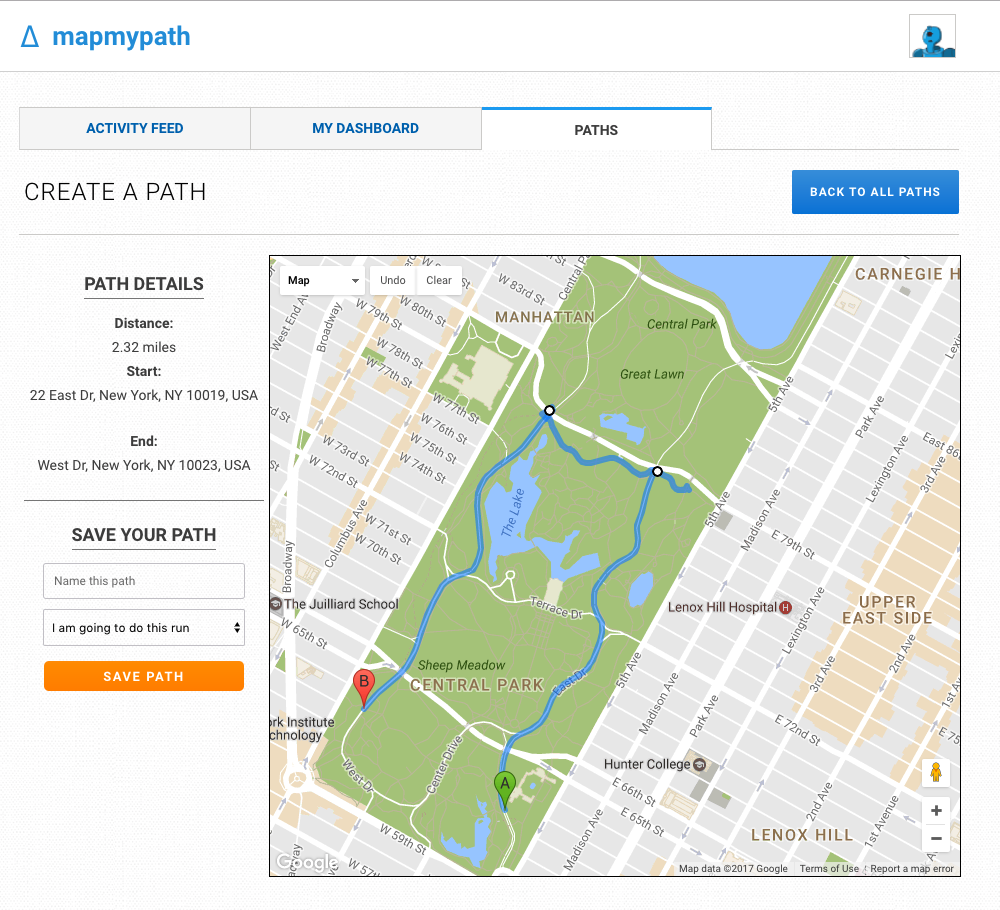 Δ mapmypath
ACTIVITY FEED
MY DASHBOARD
PATHS
CREATE A PATH
BACK TO ALL PATHS
PATH DETAILS
Distance:
2.32 miles
Start:
22 East Dr, New York, NY 10019, USA
End:
West Dr, New York, NY 10023, USA
SAVE YOUR PATH
Name this path
I am going to do this run
SAVE PATH
Map
Undo
Clear
W 83rd St
Central P
CARNEGIE H
West End Av
Broadway
W 80th St
W 79th St
MANHATTAN
Central Park
W 78th St
W 77th St
Great Lawn
5th Ave
Park Ave
W 77th St
W 76th St
W 75th St
W 74th St
W 73rd St
W 72nd St
Lexington Ave
East 86
3rd Ave
5th Ave
Madison Ave
The Lake
Columbus Ave
W 71st St
W 70th St
E 79th St
Broadway
The Juilliard School
Terrace Dr
Lenox Hill Hospital
H
Lexington Ave
UPPER
EAST SIDE
W 65th St
Sheep Meadow
CENTRAL PARK
East Dr
5th Ave
Madison Ave
Park Ave
3rd Ave
2nd Ave
1st A
B
rk Institute
chnology
E 72nd St
E 75
West Dr
Center Drive
Hunter College
A
E 66th St
E 65th St
2nd Ave
1st Avenue
W 59th St
Madison Ave
LENOX HILL
+
−
way
W 57th St
Google
Map data ©2017 Google
Terms of Use
Report a map error